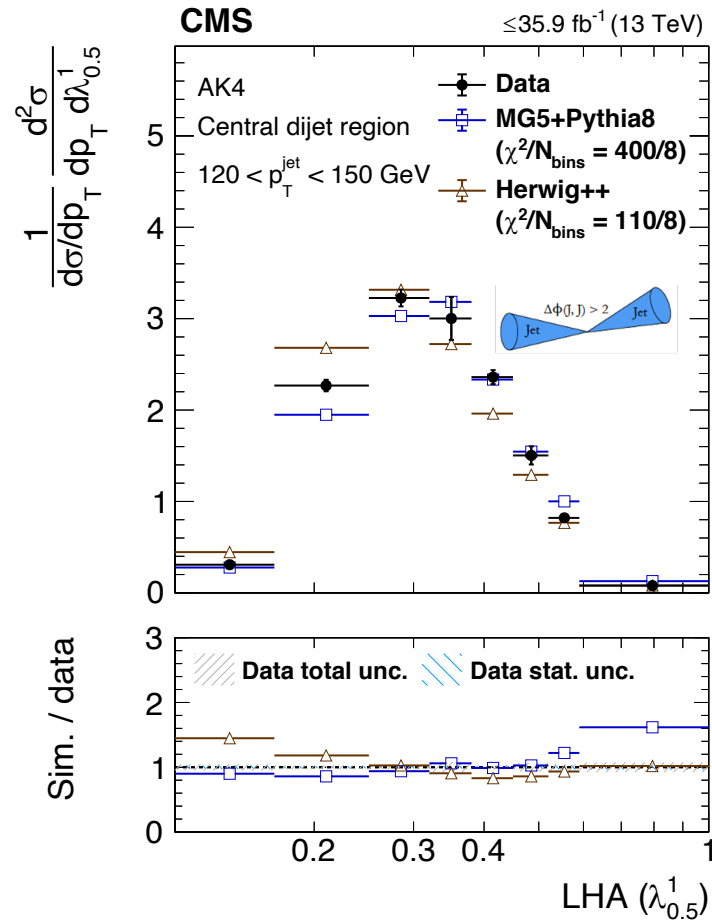 CMS
≤35.9 fb⁻¹ (13 TeV)
1
dσ/dp_T
d²σ
dp_T dλ¹_0.5
AK4
Central dijet region
120 < p_T^jet < 150 GeV
Data
MG5+Pythia8
(χ²/N_bins = 400/8)
Herwig++
(χ²/N_bins = 110/8)
Δϕ(J, J) > 2
Jet
Jet
5
4
3
2
1
0
Data total unc.
Data stat. unc.
Sim. / data
3
2
1
0
0.2
0.3
0.4
1
LHA (λ¹_0.5)